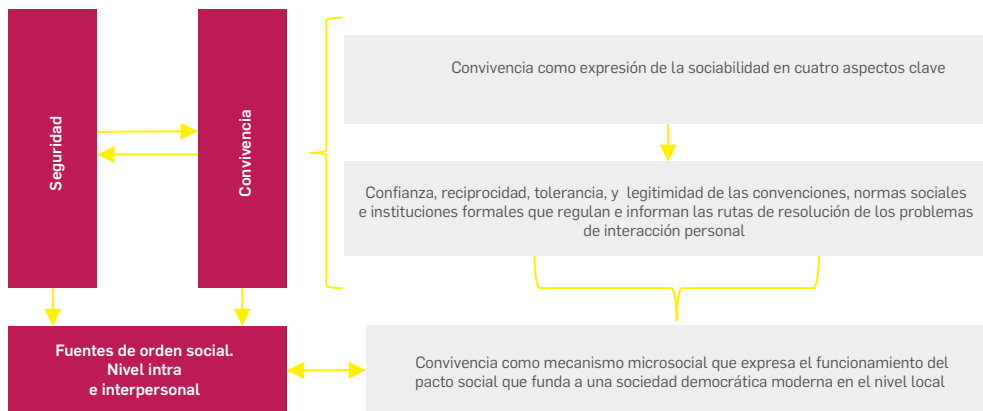 Seguridad
Convivencia
Convivencia como expresión de la sociabilidad en cuatro aspectos clave
Confianza, reciprocidad, tolerancia, y legitimidad de las convenciones, normas sociales
e instituciones formales que regulan e informan las rutas de resolución de los problemas
de interacción personal
Fuentes de orden social.
Nivel intra
e interpersonal
Convivencia como mecanismo microsocial que expresa el funcionamiento del
pacto social que funda a una sociedad democrática moderna en el nivel local